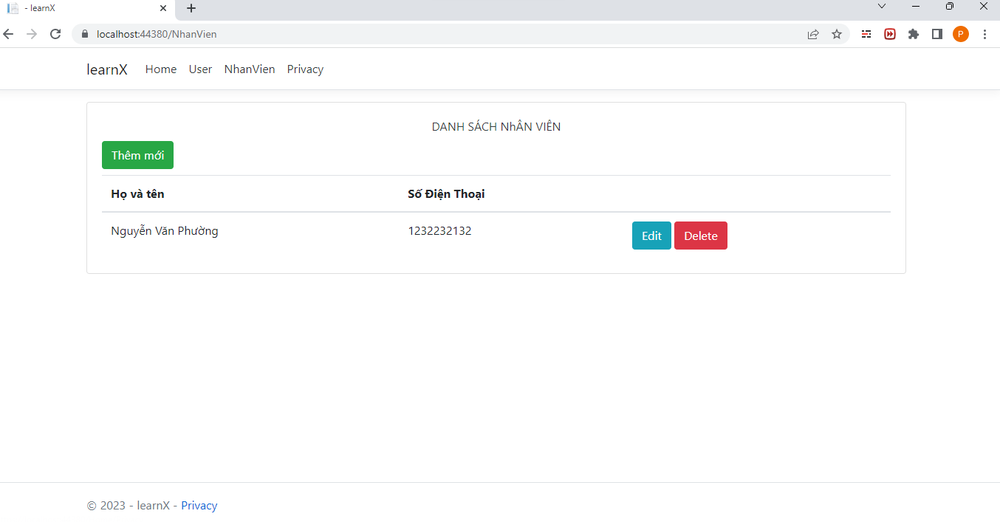 - learnX
localhost:44380/NhanVien
P
learnX Home User NhanVien Privacy
DANH SÁCH NhÂN VIÊN
Thêm mới
Họ và tên Số Điện Thoại
Nguyễn Văn Phường 1232232132 Edit Delete
© 2023 - learnX - Privacy